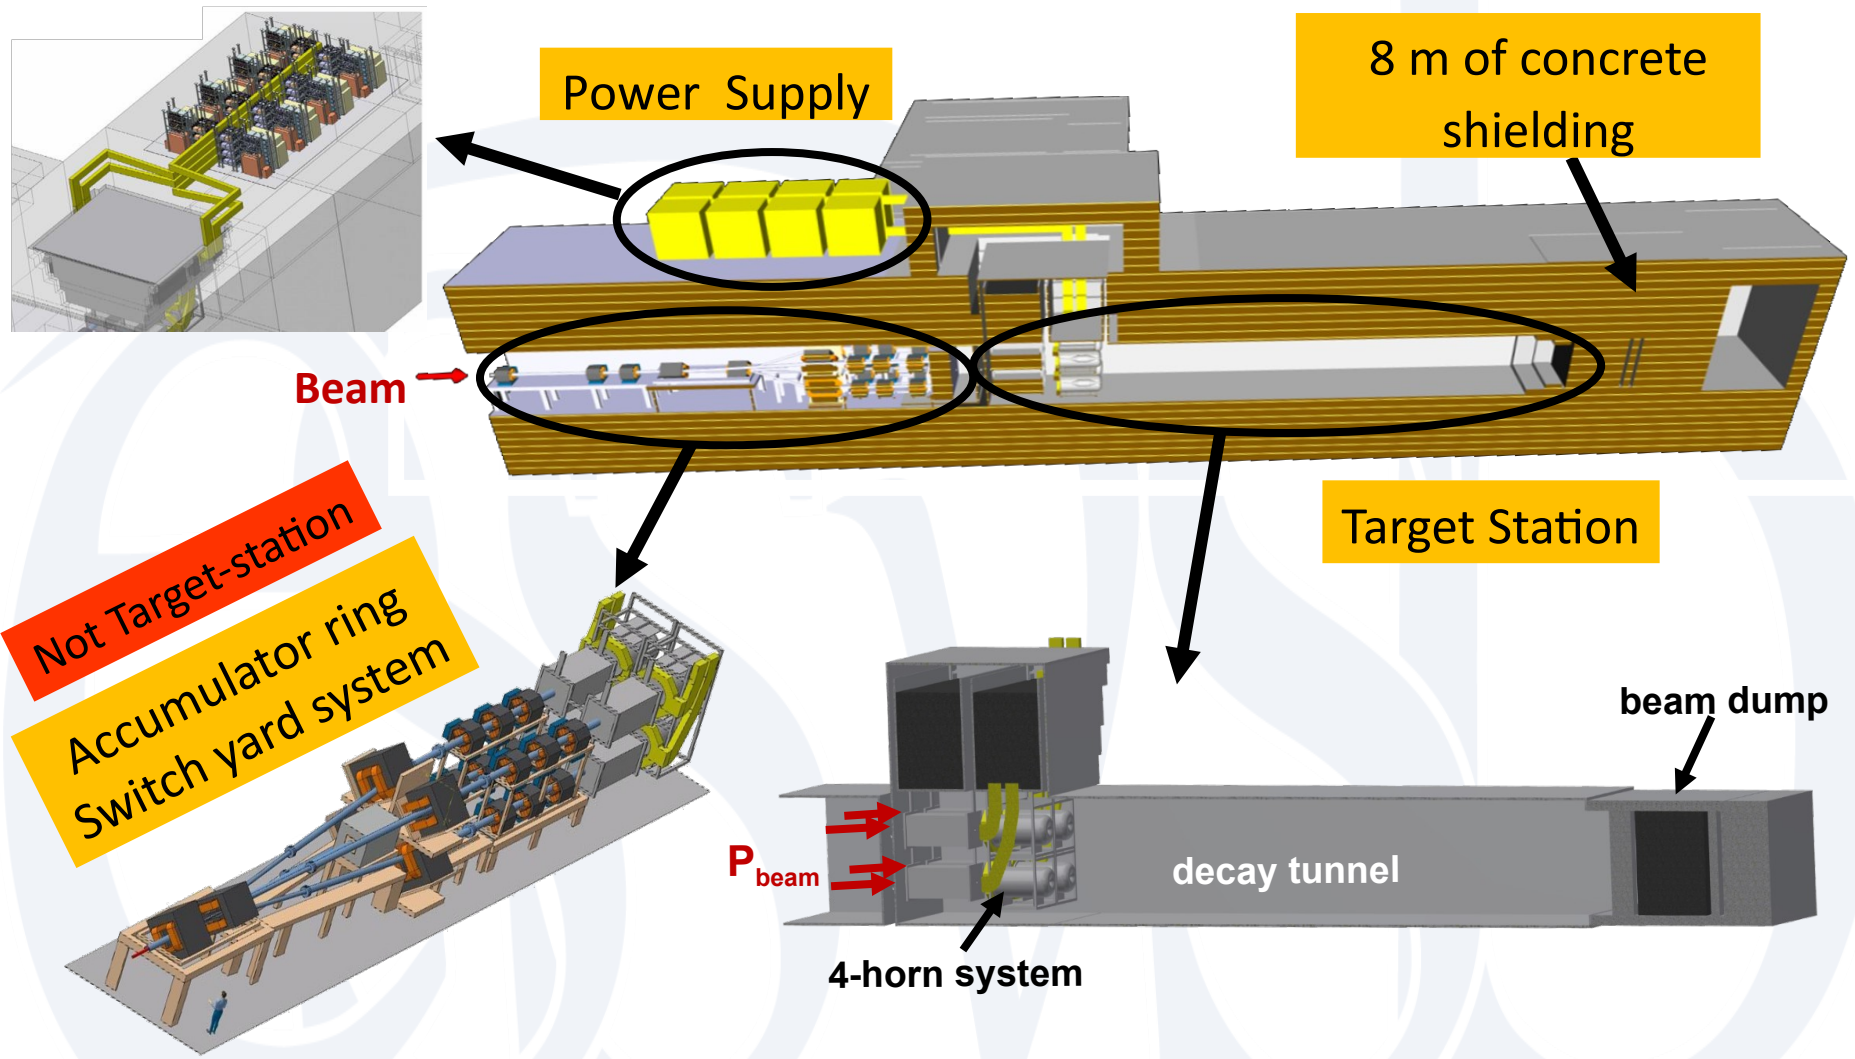 Power Supply
8 m of concrete
shielding
Beam
Not Target-station
Accumulator ring
Switch yard system
Target Station
beam dump
P beam
decay tunnel
4-horn system